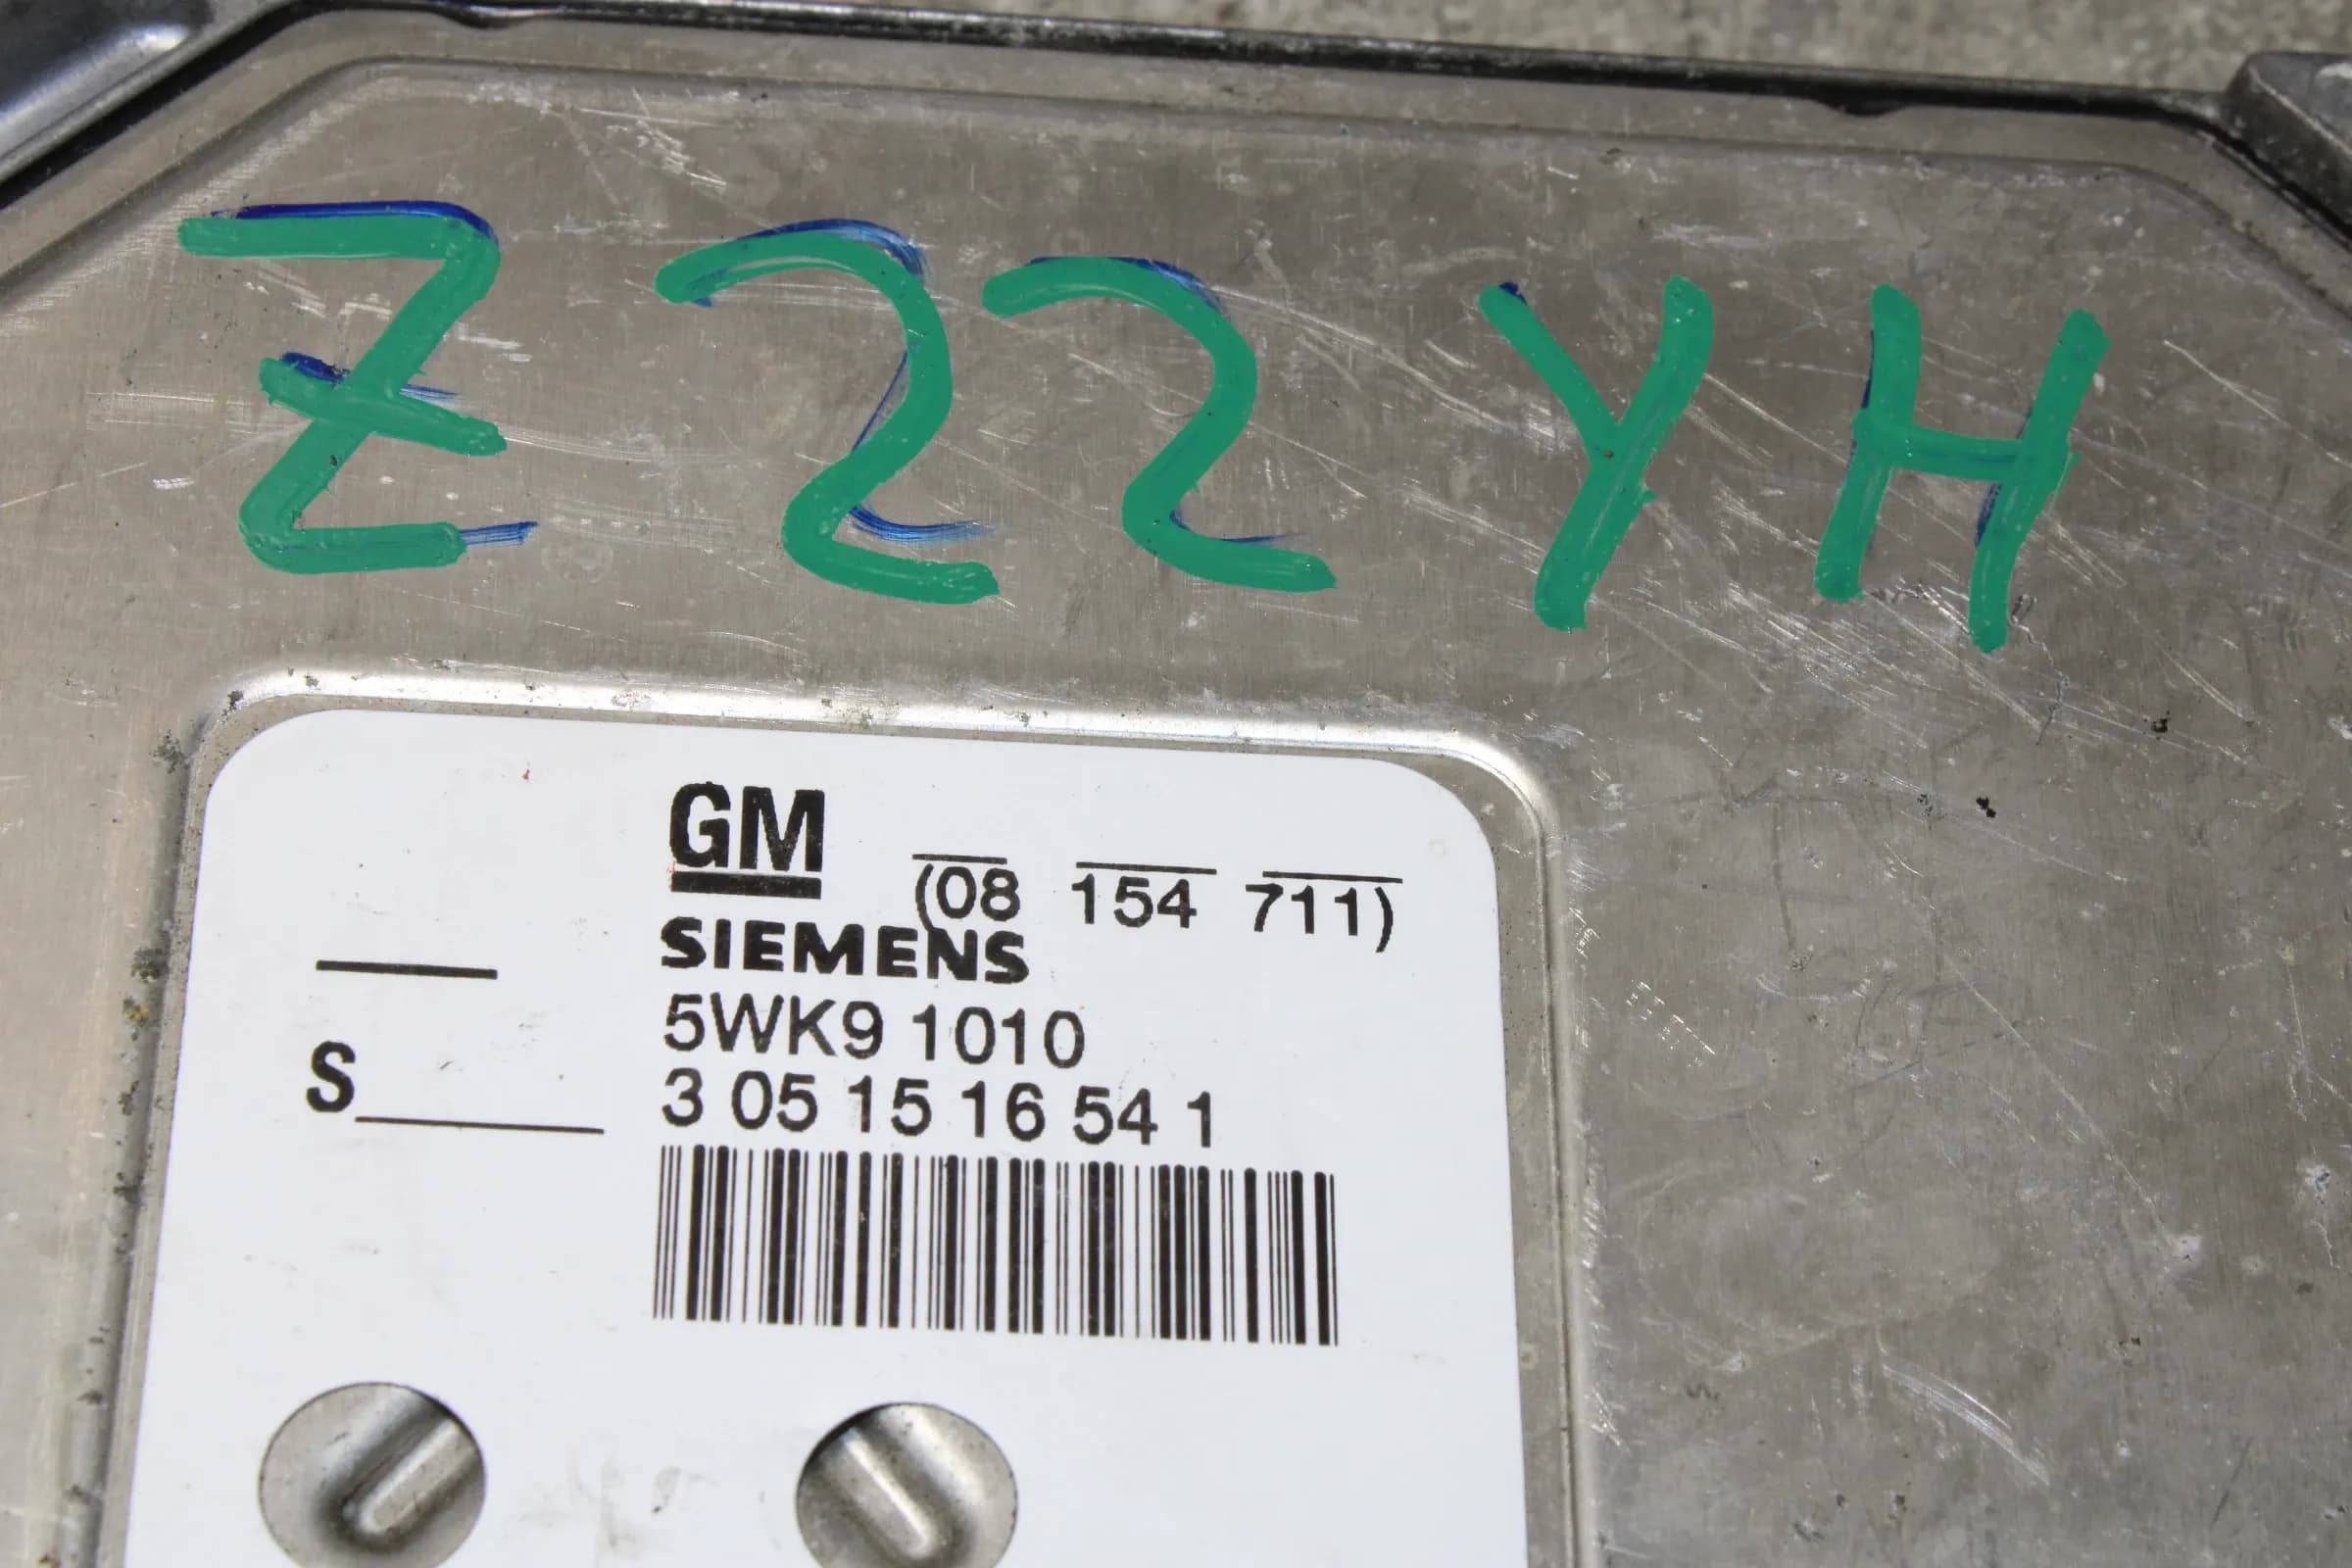 Z22YH
GM
(08 154 711)
SIEMENS
5WK9 1010
S 3 05 15 16 54 1